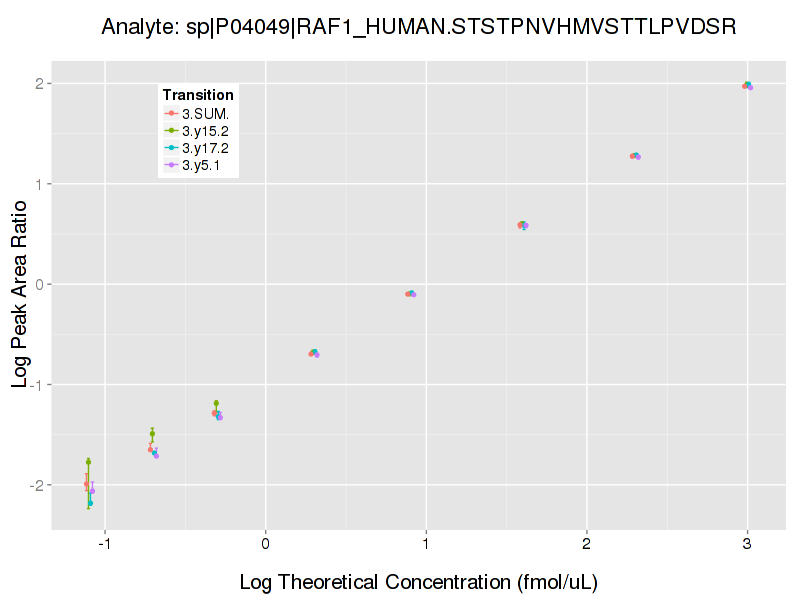 Analyte: sp|P04049|RAF1_HUMAN.STSTPNVHMVSTTLPVDSR
Log Peak Area Ratio
2
1
0
-1
-2
Transition
3.SUM.
3.y15.2
3.y17.2
3.y5.1
-1 0 1 2 3
Log Theoretical Concentration (fmol/uL)